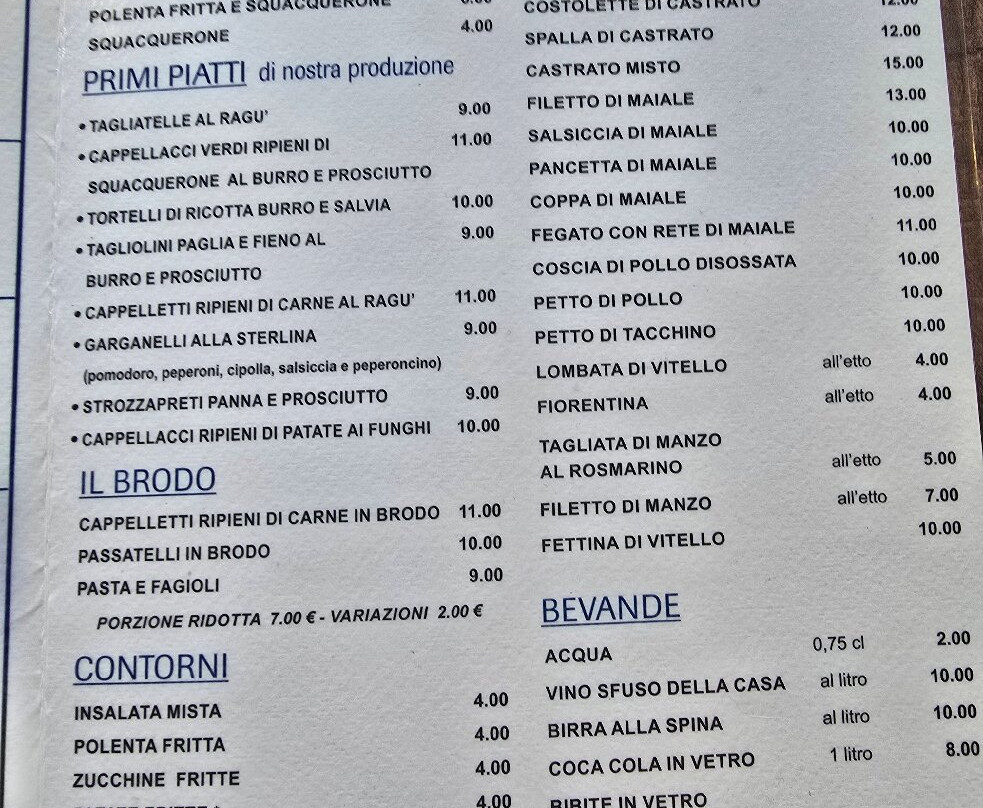 POLENTA FRITTA E SQUACQUERONE
SQUACQUERONE 4.00
PRIMI PIATTI di nostra produzione
• TAGLIATELLE AL RAGU' 9.00
• CAPPELLACCI VERDI RIPIENI DI 11.00
SQUACQUERONE AL BURRO E PROSCIUTTO
• TORTELLI DI RICOTTA BURRO E SALVIA 10.00
• TAGLIOLINI PAGLIA E FIENO AL 9.00
BURRO E PROSCIUTTO
• CAPPELLETTI RIPIENI DI CARNE AL RAGU' 11.00
• GARGANELLI ALLA STERLINA 9.00
(pomodoro, peperoni, cipolla, salsiccia e peperoncino)
• STROZZAPRETI PANNA E PROSCIUTTO 9.00
• CAPPELLACCI RIPIENI DI PATATE AI FUNGHI 10.00
IL BRODO
CAPPELLETTI RIPIENI DI CARNE IN BRODO 11.00
PASSATELLI IN BRODO 10.00
PASTA E FAGIOLI 9.00
PORZIONE RIDOTTA 7.00 € - VARIAZIONI 2.00 €
CONTORNI
INSALATA MISTA 4.00
POLENTA FRITTA 4.00
ZUCCHINE FRITTE 4.00
4.00
COSTOLETTE DI CASTRATO 12.00
SPALLA DI CASTRATO 12.00
CASTRATO MISTO 15.00
FILETTO DI MAIALE 13.00
SALSICCIA DI MAIALE 10.00
PANCETTA DI MAIALE 10.00
COPPA DI MAIALE 10.00
FEGATO CON RETE DI MAIALE 11.00
COSCIA DI POLLO DISOSSATA 10.00
PETTO DI POLLO 10.00
PETTO DI TACCHINO 10.00
LOMBATA DI VITELLO all'etto 4.00
FIORENTINA all'etto 4.00
TAGLIATA DI MANZO
AL ROSMARINO all'etto 5.00
FILETTO DI MANZO all'etto 7.00
FETTINA DI VITELLO 10.00
BEVANDE
ACQUA 0,75 cl 2.00
VINO SFUSO DELLA CASA al litro 10.00
BIRRA ALLA SPINA al litro 10.00
COCA COLA IN VETRO 1 litro 8.00
BIBITE IN VETRO